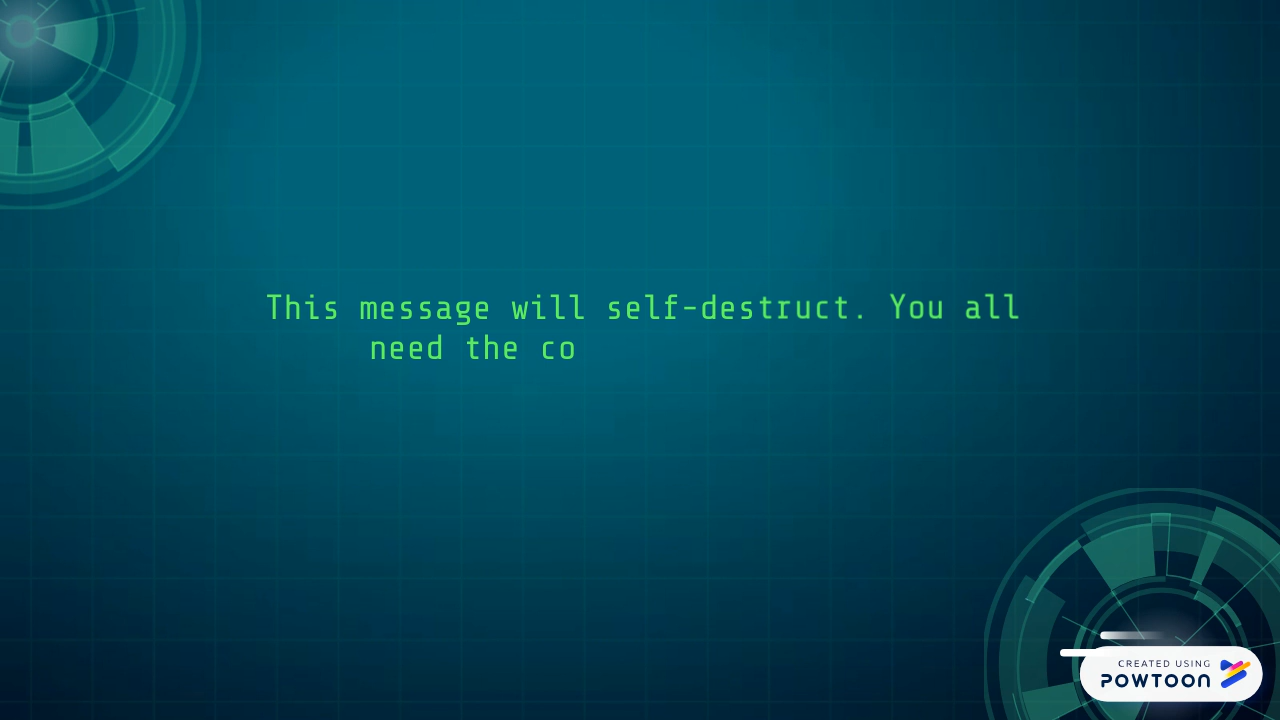 This message will self-destruct. You all
need the co
CREATED USING
POWTOON